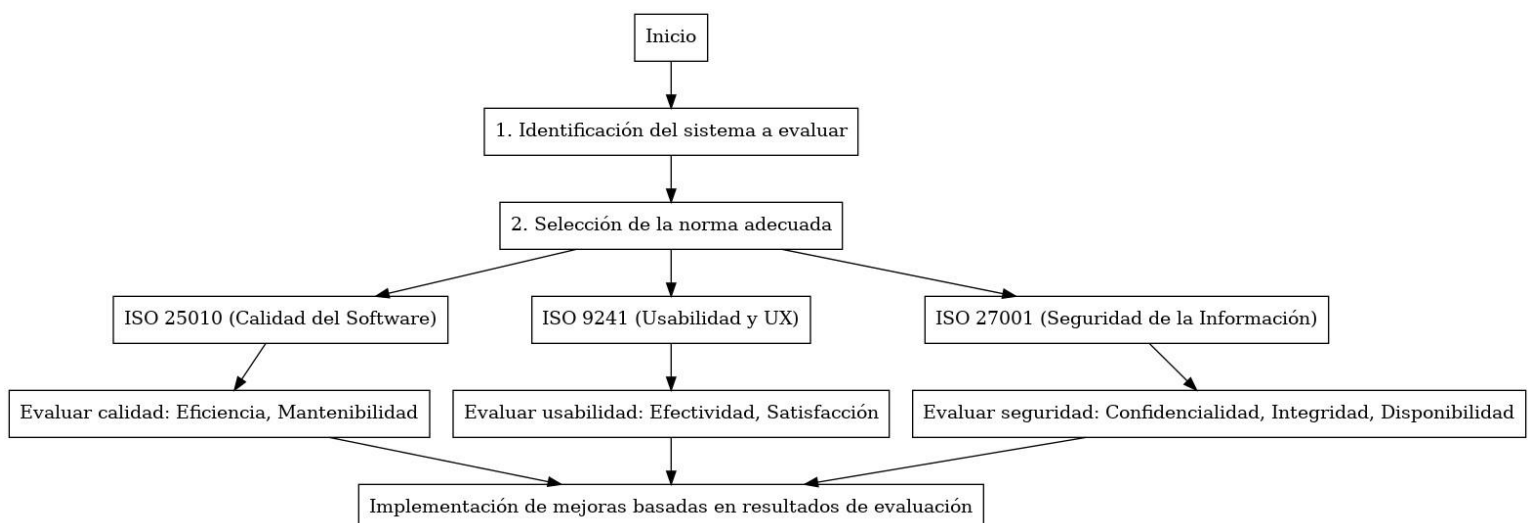 Inicio
1. Identificación del sistema a evaluar
2. Selección de la norma adecuada
ISO 25010 (Calidad del Software)
ISO 9241 (Usabilidad y UX)
ISO 27001 (Seguridad de la Información)
Evaluar calidad: Eficiencia, Mantenibilidad
Evaluar usabilidad: Efectividad, Satisfacción
Evaluar seguridad: Confidencialidad, Integridad, Disponibilidad
Implementación de mejoras basadas en resultados de evaluación